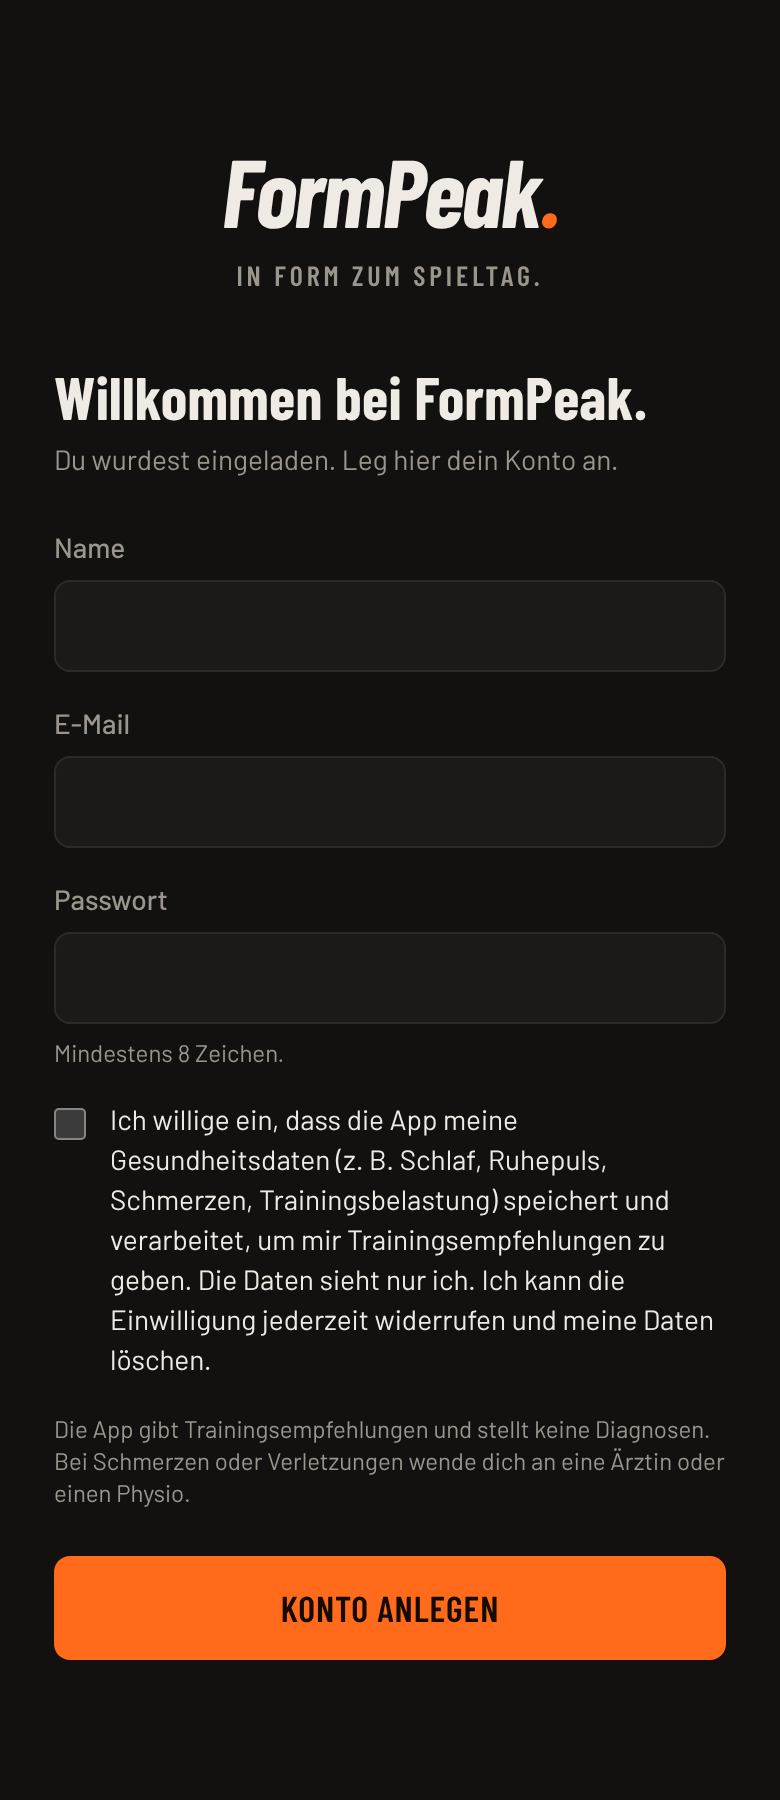 FormPeak.
IN FORM ZUM SPIELTAG.
Willkommen bei FormPeak.
Du wurdest eingeladen. Leg hier dein Konto an.
Name
E-Mail
Passwort
Mindestens 8 Zeichen.
Ich willige ein, dass die App meine
Gesundheitsdaten (z. B. Schlaf, Ruhepuls,
Schmerzen, Trainingsbelastung) speichert und
verarbeitet, um mir Trainingsempfehlungen zu
geben. Die Daten sieht nur ich. Ich kann die
Einwilligung jederzeit widerrufen und meine Daten
löschen.
Die App gibt Trainingsempfehlungen und stellt keine Diagnosen.
Bei Schmerzen oder Verletzungen wende dich an eine Ärztin oder
einen Physio.
KONTO ANLEGEN